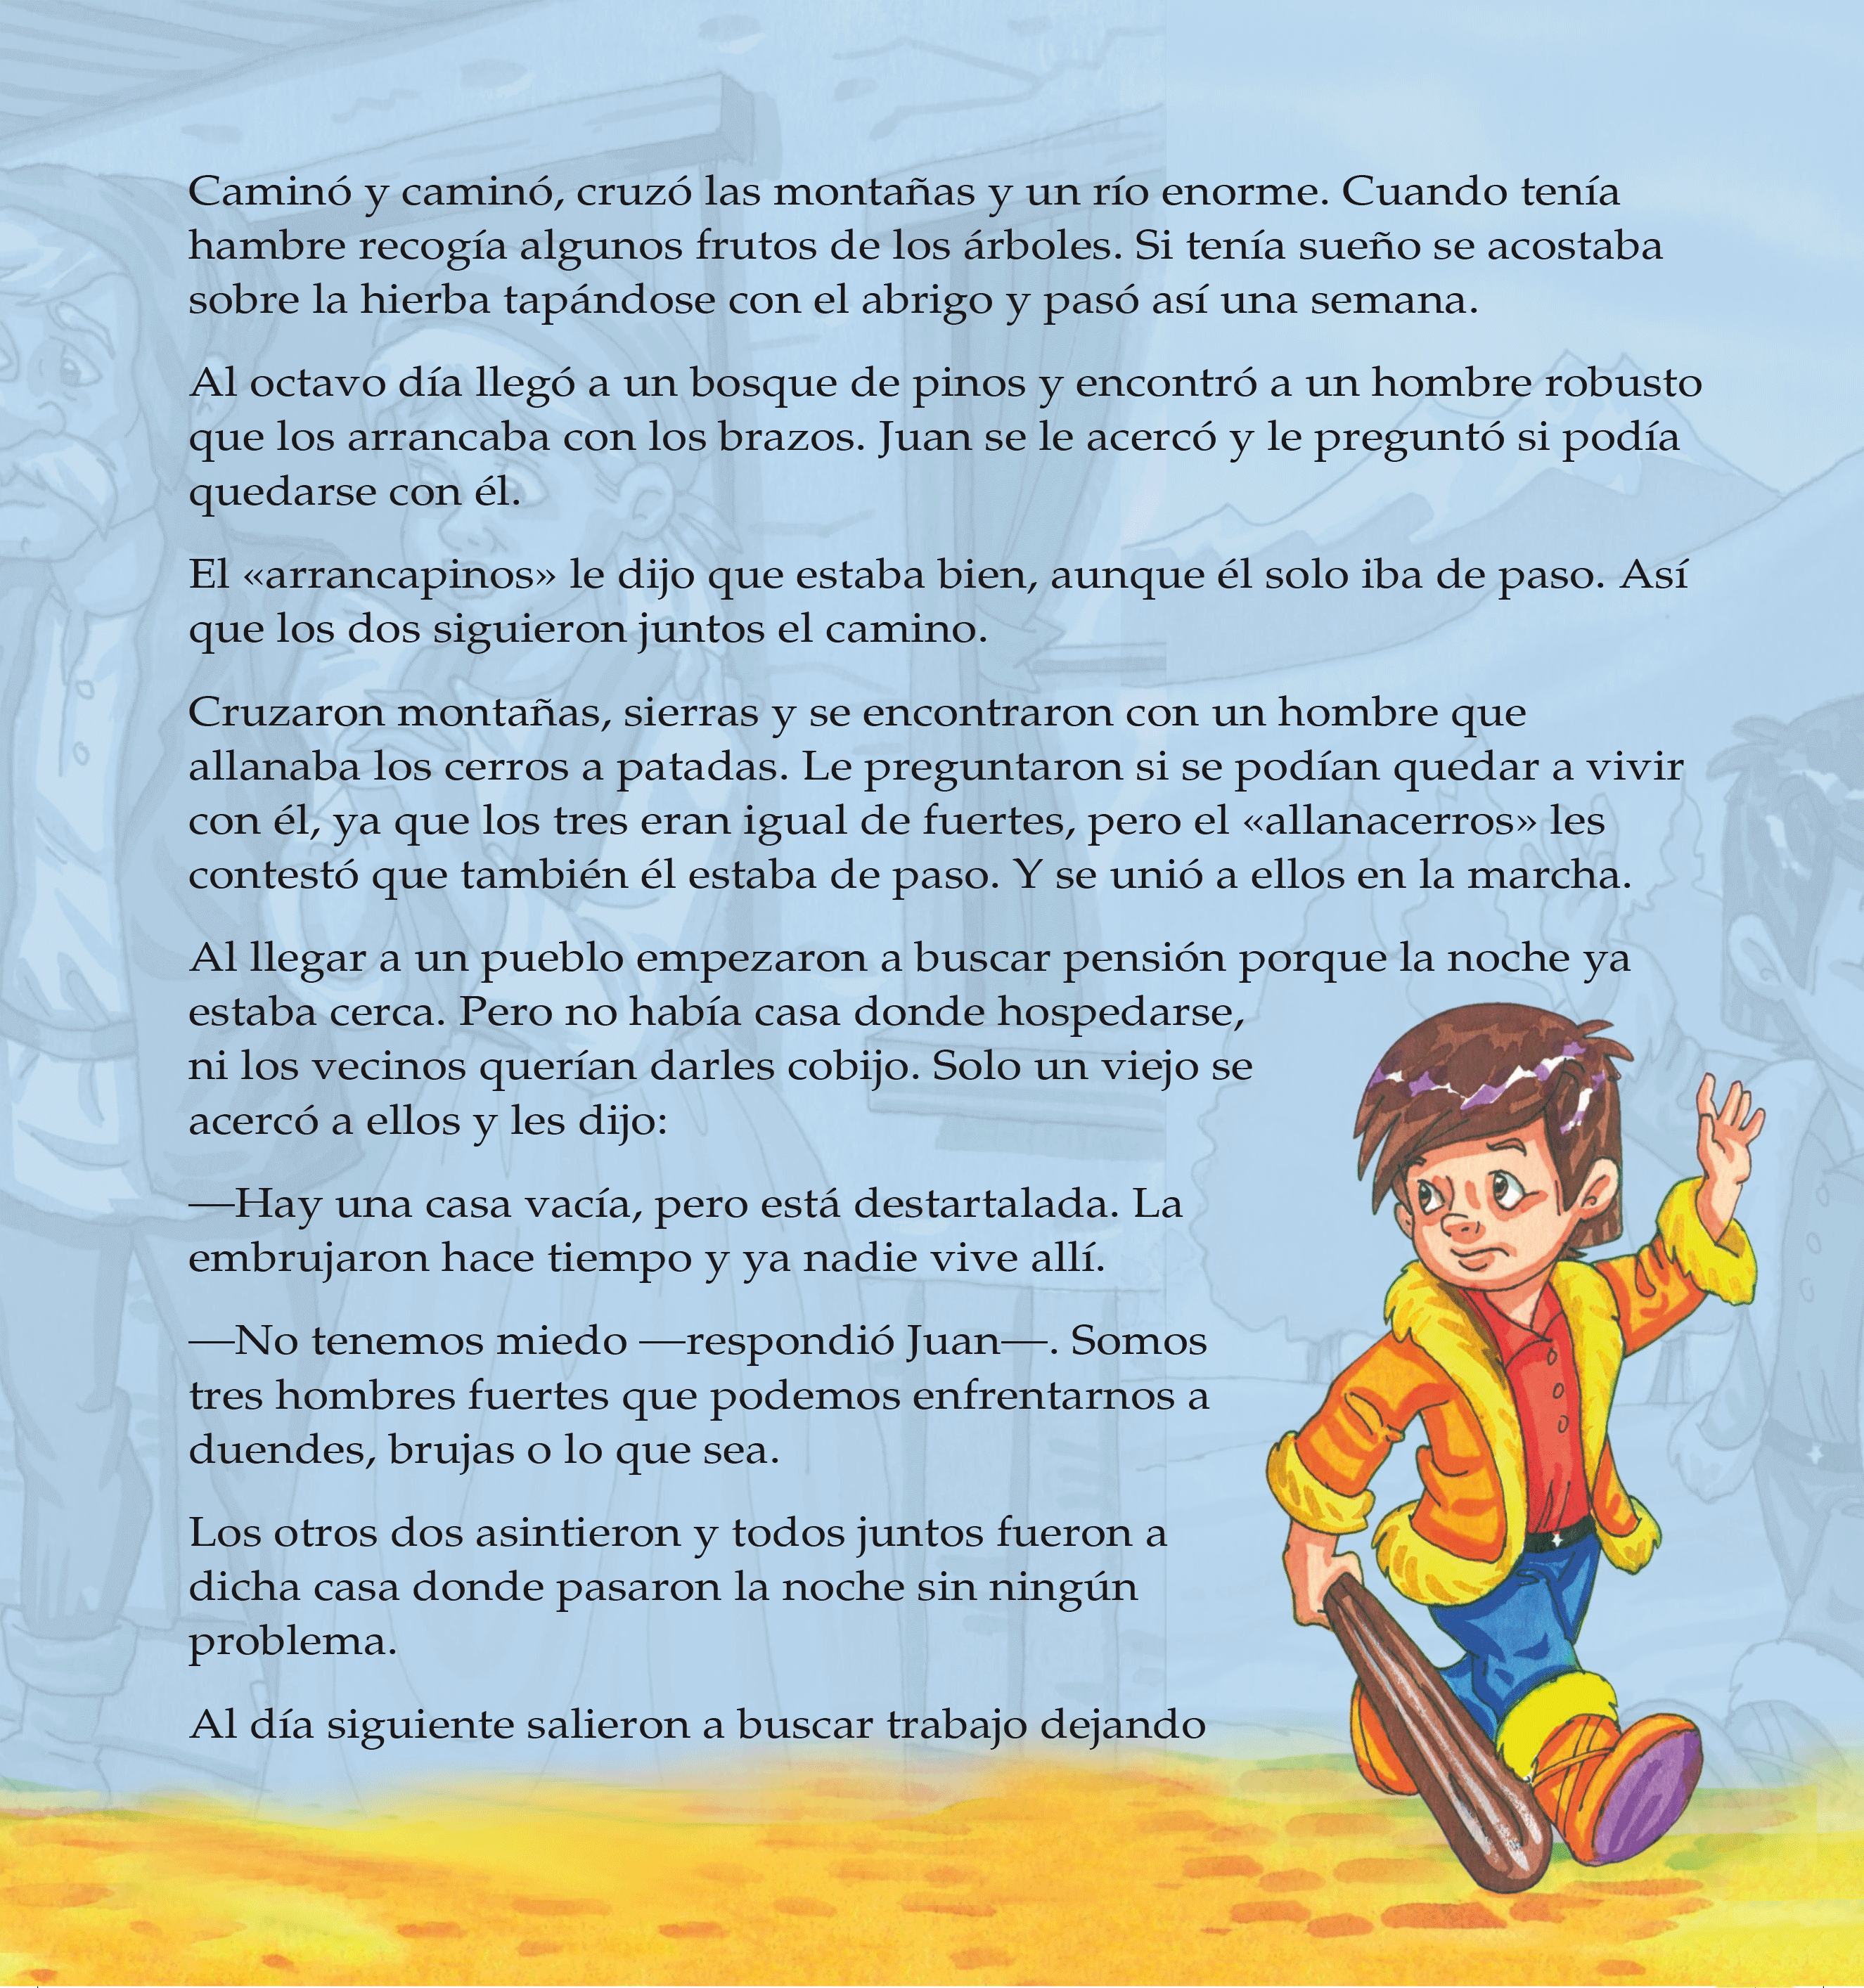 Caminó y caminó, cruzó las montañas y un río enorme. Cuando tenía
hambre recogía algunos frutos de los árboles. Si tenía sueño se acostaba
sobre la hierba tapándose con el abrigo y pasó así una semana.
Al octavo día llegó a un bosque de pinos y encontró a un hombre robusto
que los arrancaba con los brazos. Juan se le acercó y le preguntó si podía
quedarse con él.
El «arrancapinos» le dijo que estaba bien, aunque él solo iba de paso. Así
que los dos siguieron juntos el camino.
Cruzaron montañas, sierras y se encontraron con un hombre que
allanaba los cerros a patadas. Le preguntaron si se podían quedar a vivir
con él, ya que los tres eran igual de fuertes, pero el «allanacerros» les
contestó que también él estaba de paso. Y se unió a ellos en la marcha.
Al llegar a un pueblo empezaron a buscar pensión porque la noche ya
estaba cerca. Pero no había casa donde hospedarse,
ni los vecinos querían darles cobijo. Solo un viejo se
acercó a ellos y les dijo:
—Hay una casa vacía, pero está destartalada. La
embrujaron hace tiempo y ya nadie vive allí.
—No tenemos miedo —respondió Juan—. Somos
tres hombres fuertes que podemos enfrentarnos a
duendes, brujas o lo que sea.
Los otros dos asintieron y todos juntos fueron a
dicha casa donde pasaron la noche sin ningún
problema.
Al día siguiente salieron a buscar trabajo dejando